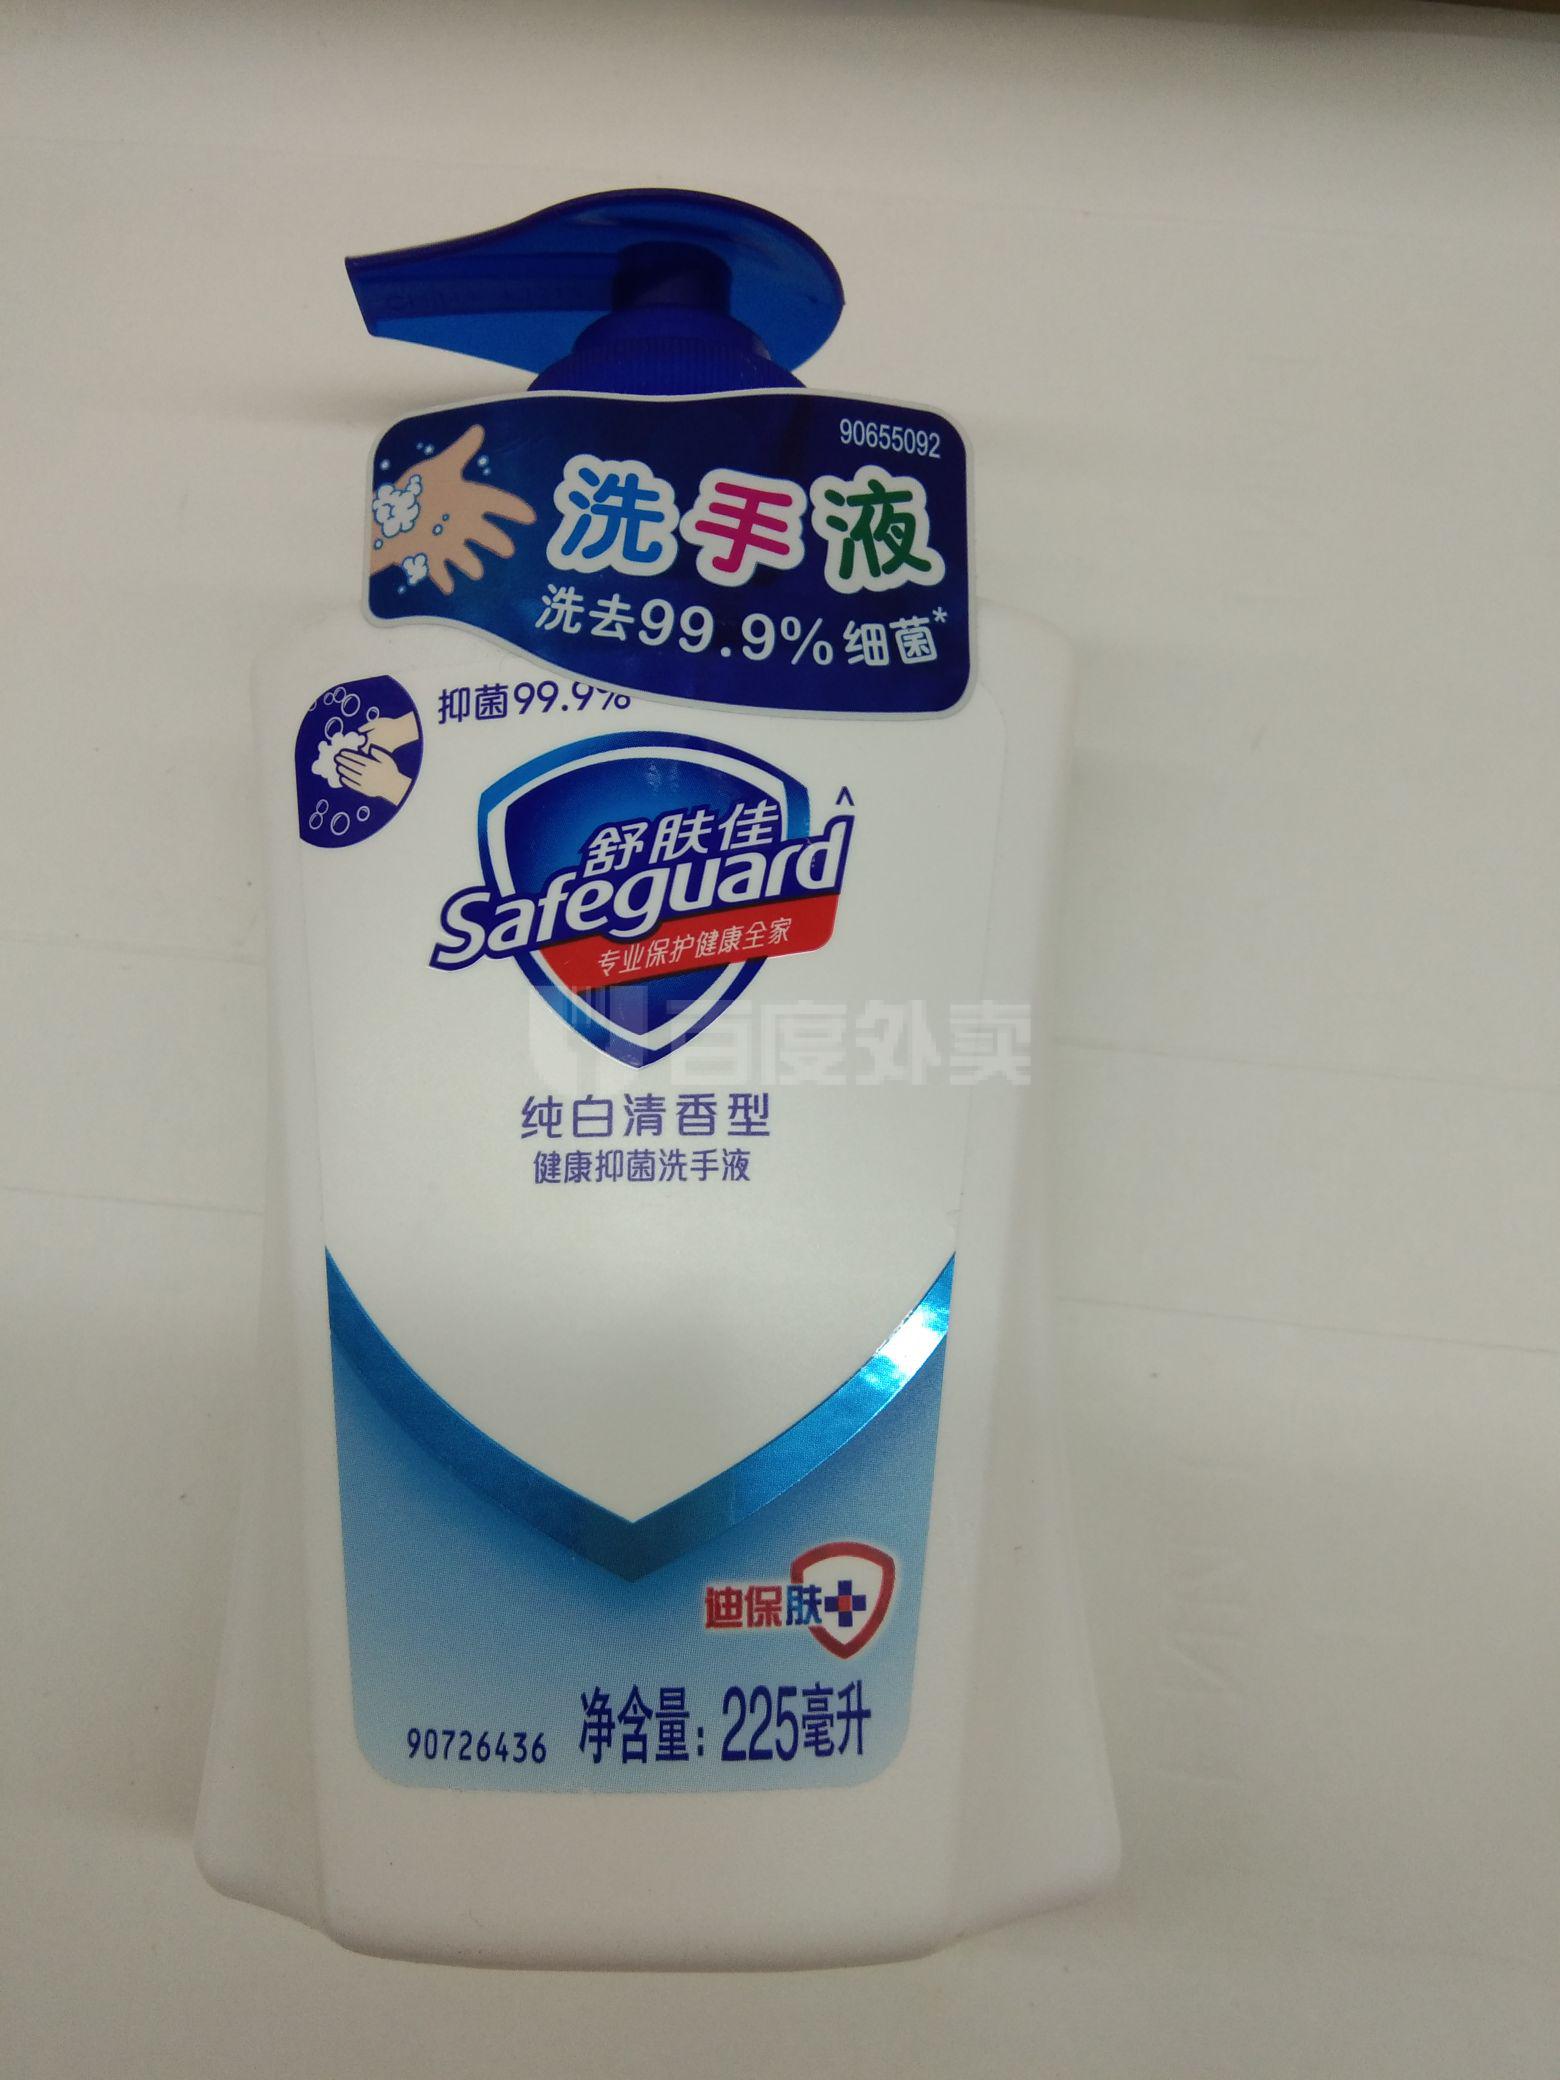 90655092
洗手液
洗去99.9%细菌*
抑菌99.9%
舒肤佳
Safeguard
专业保护健康全家
百度外卖
纯白清香型
健康抑菌洗手液
迪保肤
净含量：225毫升
90726436